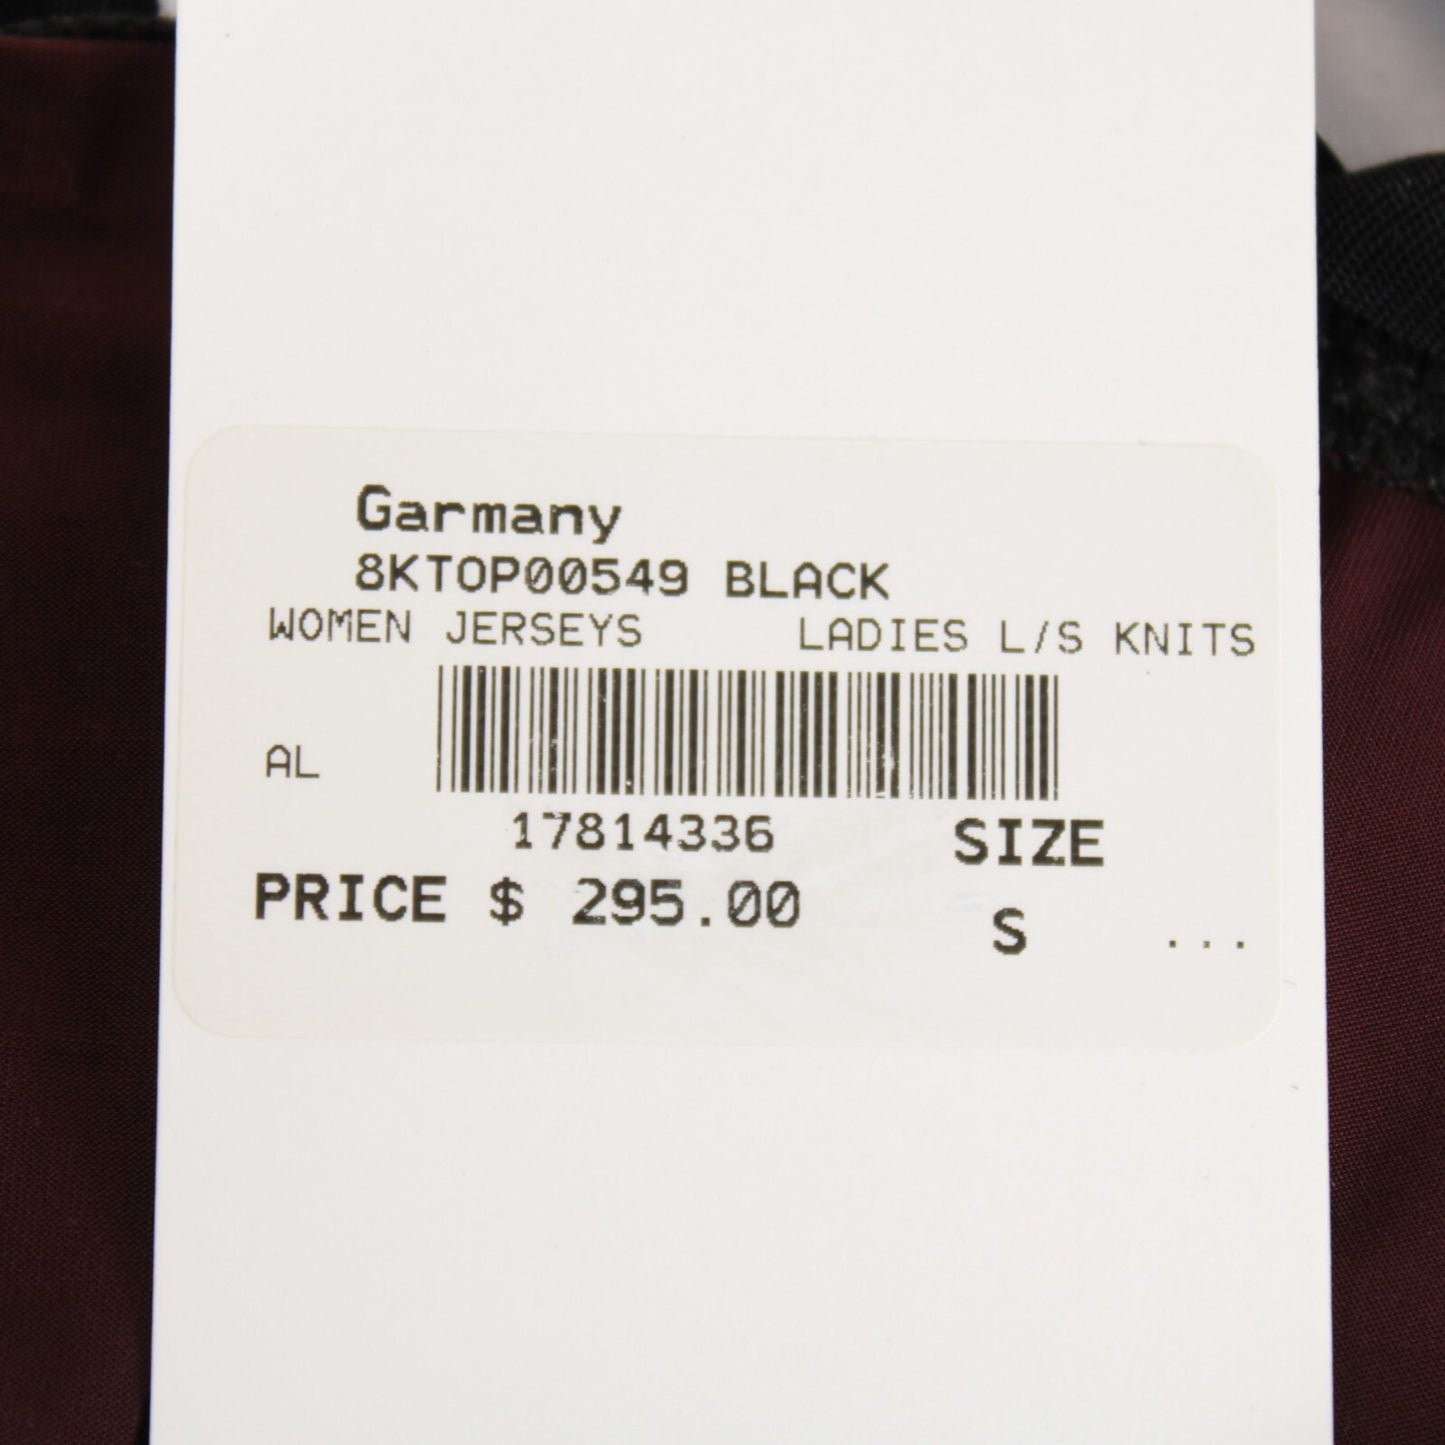 Garmany
8KTOP00549 BLACK
WOMEN JERSEYS LADIES L/S KNITS
AL
17814336 SIZE
PRICE $ 295.00 S ...